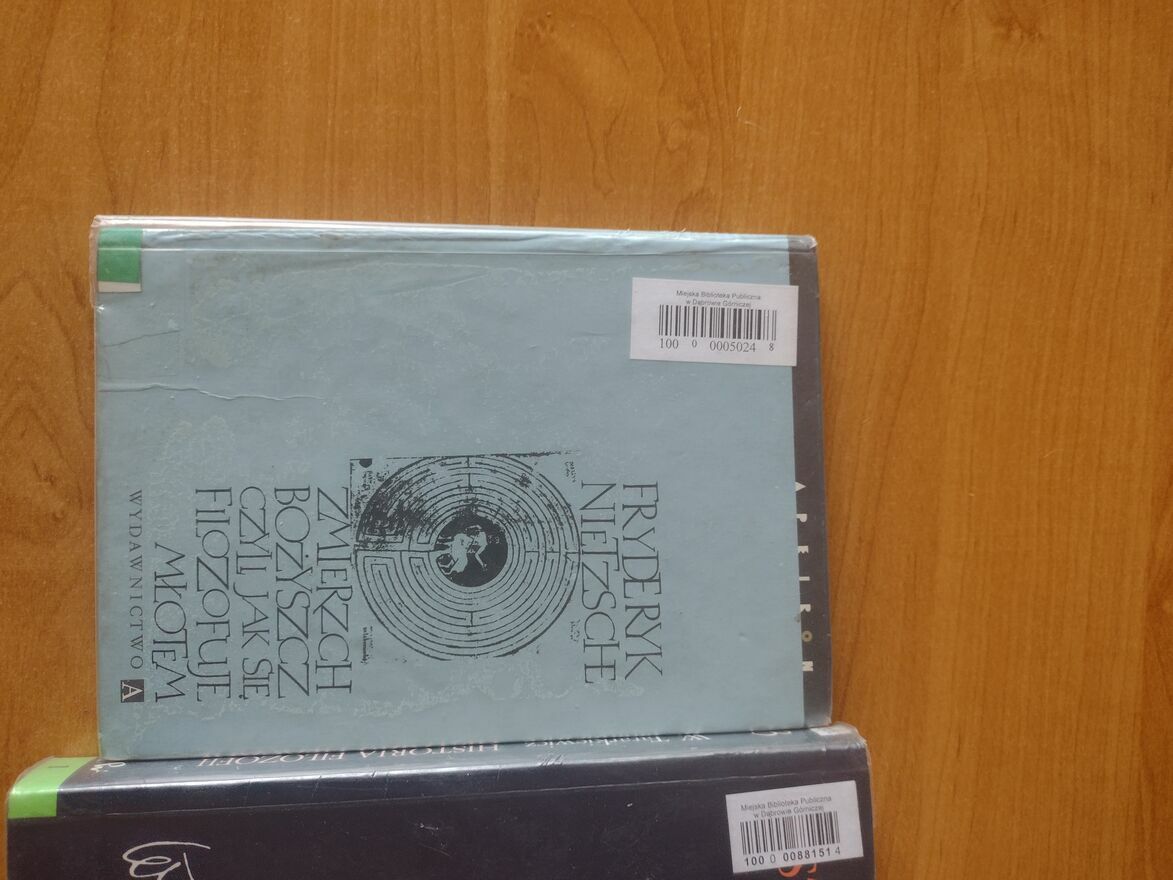 APEIRON
Miejska Biblioteka Publiczna
w Dąbrowie Górniczej
100 0 0005024 8
FRYDERYK
NIETZSCHE
ZMIERZCH
BOŻYSZCZ
CZYLI JAK SIĘ
FILOZOFUJE
MŁOTEM
WYDAWNICTWO A
W. Tatarkiewicz HISTORIA FILOZOFII
Miejska Biblioteka Publiczna
w Dąbrowie Górniczej
100 0 0088151 4